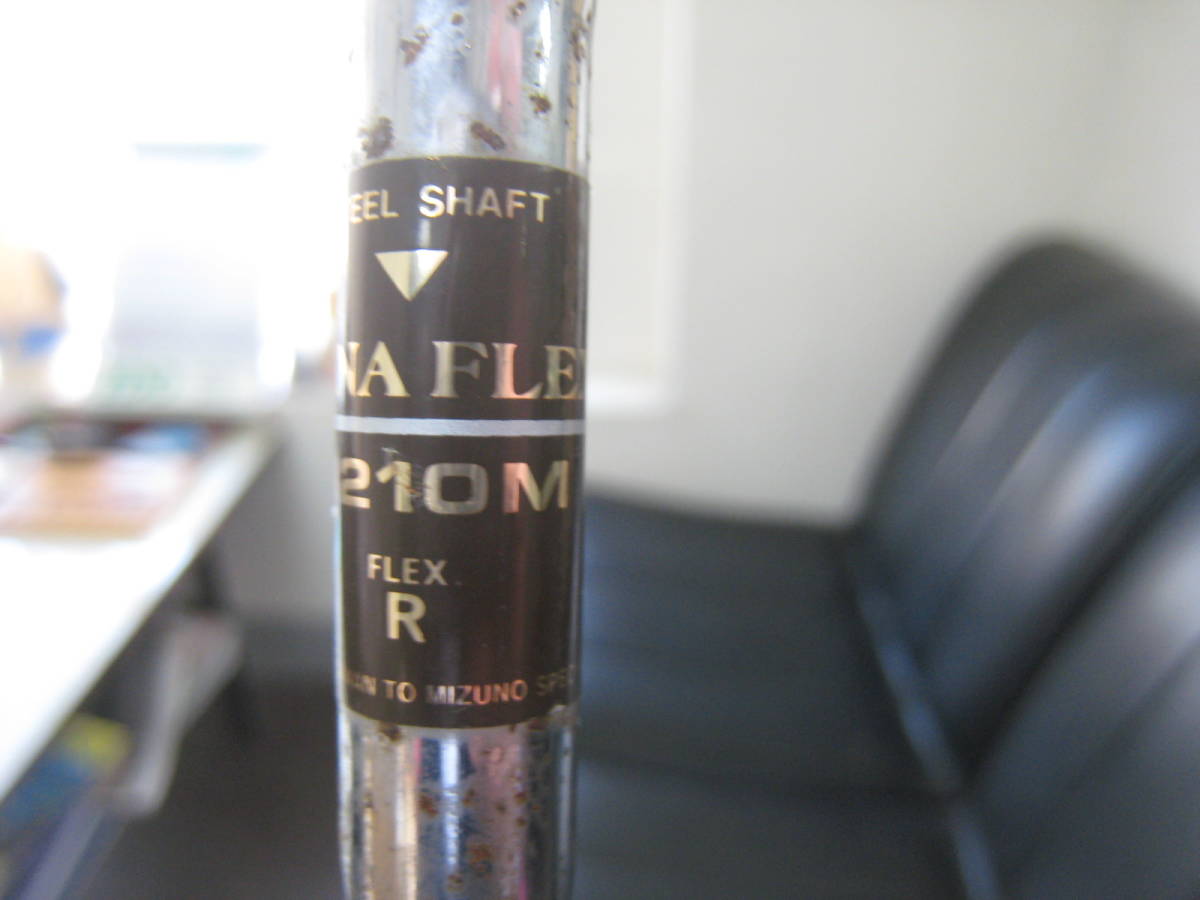 EEL SHAFT
NA FLE
210M
FLEX
R
TO MIZUNO SPE